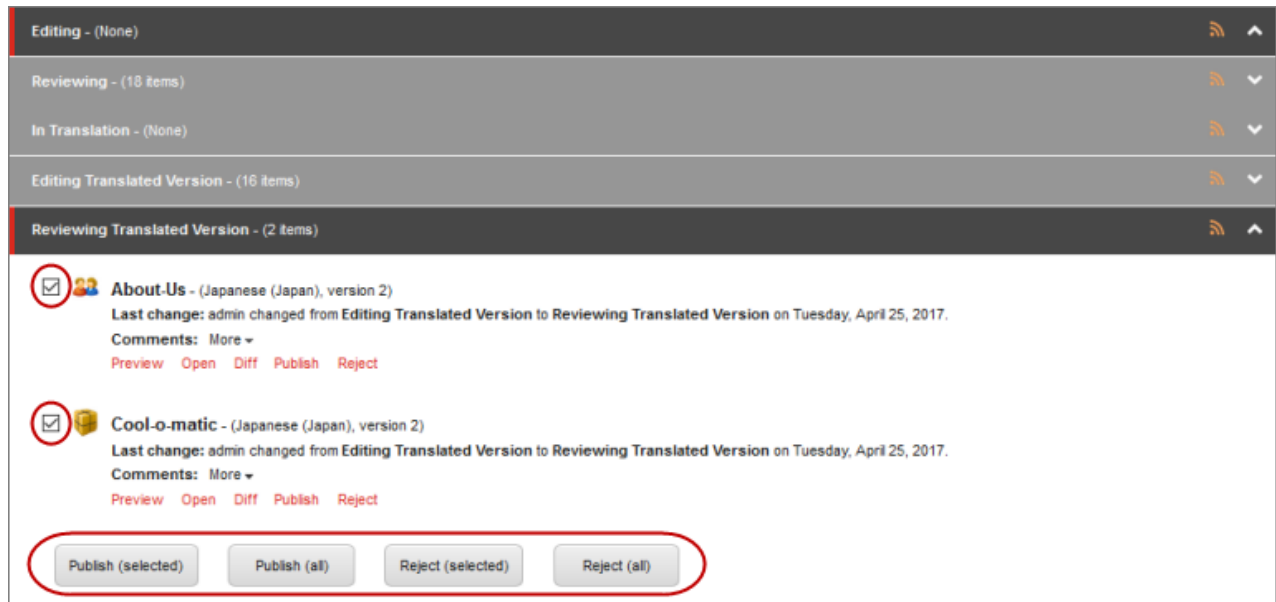 Editing - (None)
Reviewing - (18 items)
In Translation - (None)
Editing Translated Version - (16 items)
Reviewing Translated Version - (2 items)
About-Us - (Japanese (Japan), version 2)
Last change: admin changed from Editing Translated Version to Reviewing Translated Version on Tuesday, April 25, 2017.
Comments: More
Preview Open Diff Publish Reject
Cool-o-matic - (Japanese (Japan), version 2)
Last change: admin changed from Editing Translated Version to Reviewing Translated Version on Tuesday, April 25, 2017.
Comments: More
Preview Open Diff Publish Reject
Publish (selected) Publish (all) Reject (selected) Reject (all)